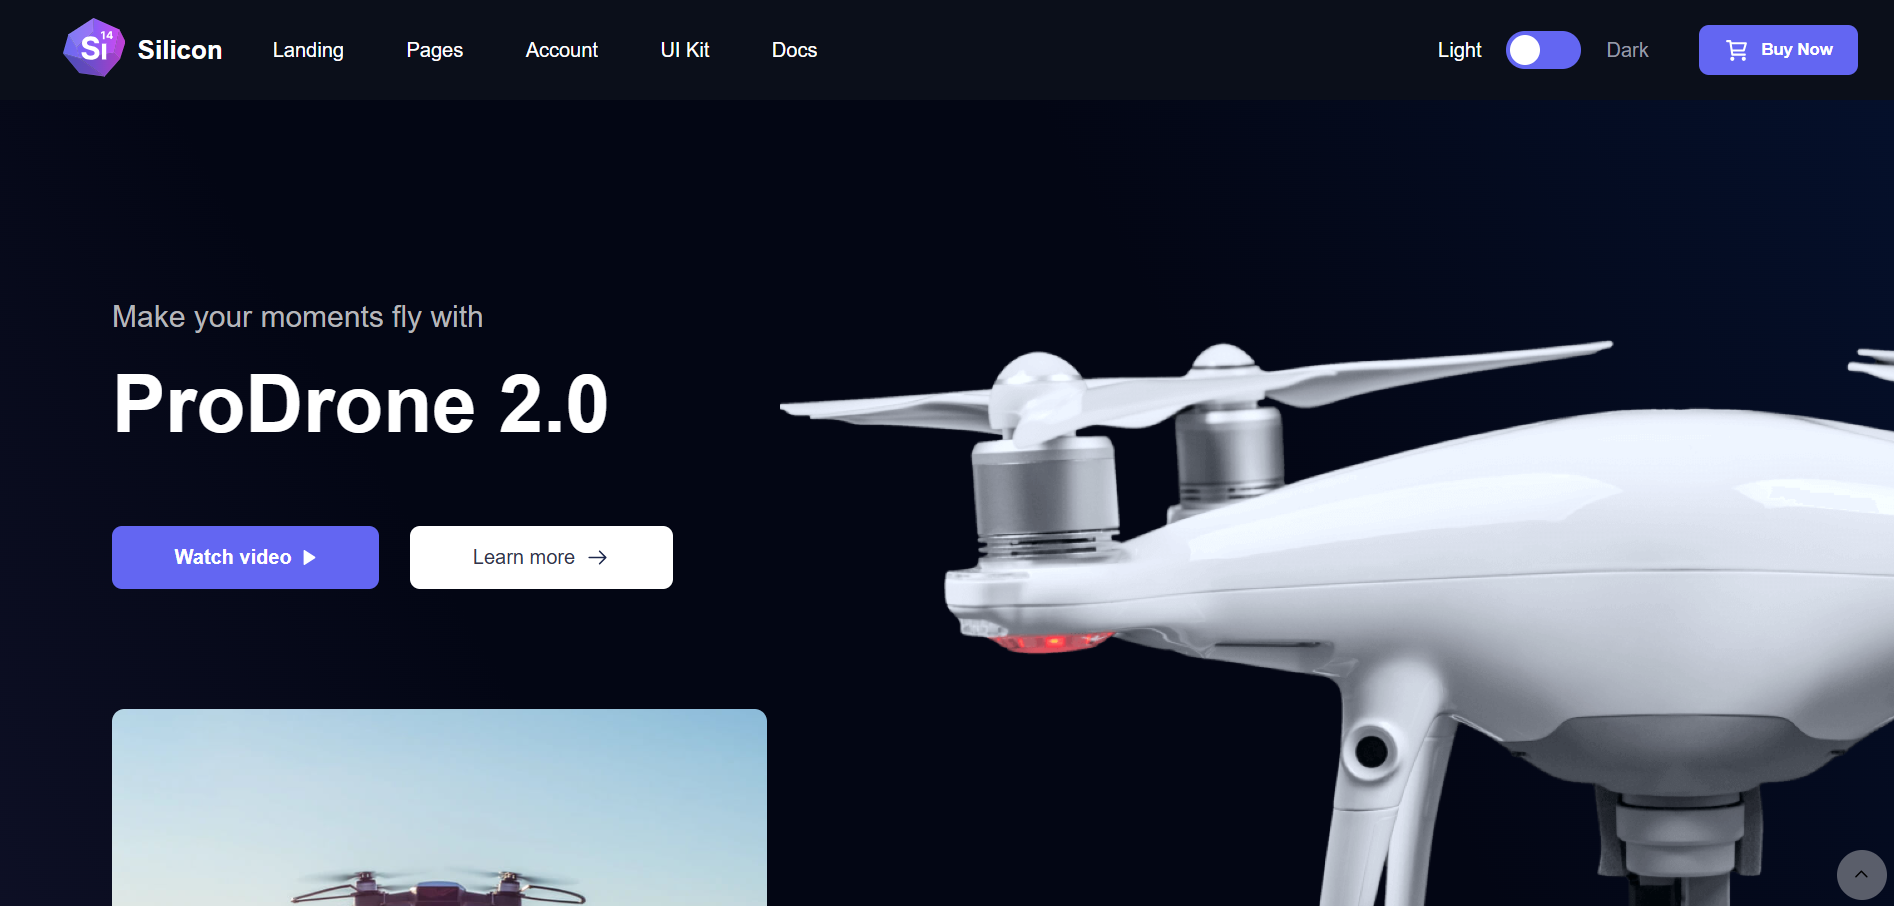 Si 14 Silicon Landing Pages Account UI Kit Docs Light Dark Buy Now
Make your moments fly with
ProDrone 2.0
Watch video Learn more